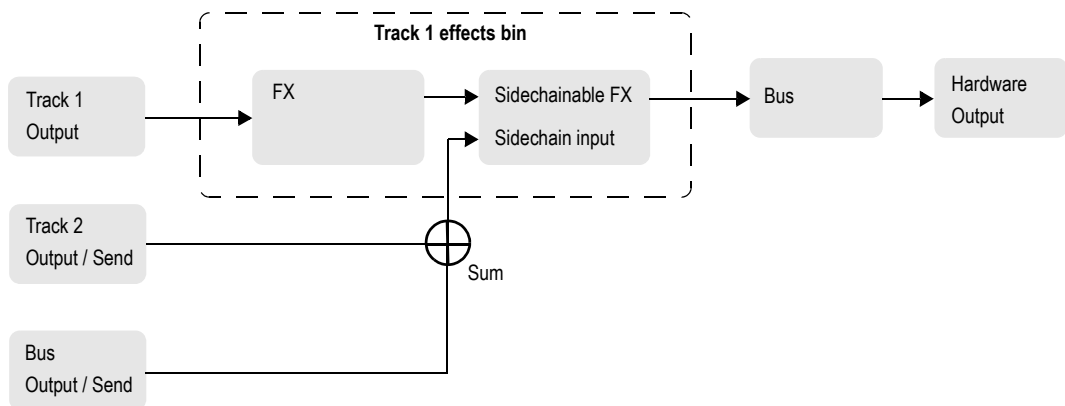 Track 1 effects bin
Track 1
Output
FX
Sidechainable FX
Sidechain input
Bus
Hardware
Output
Track 2
Output / Send
Sum
Bus
Output / Send